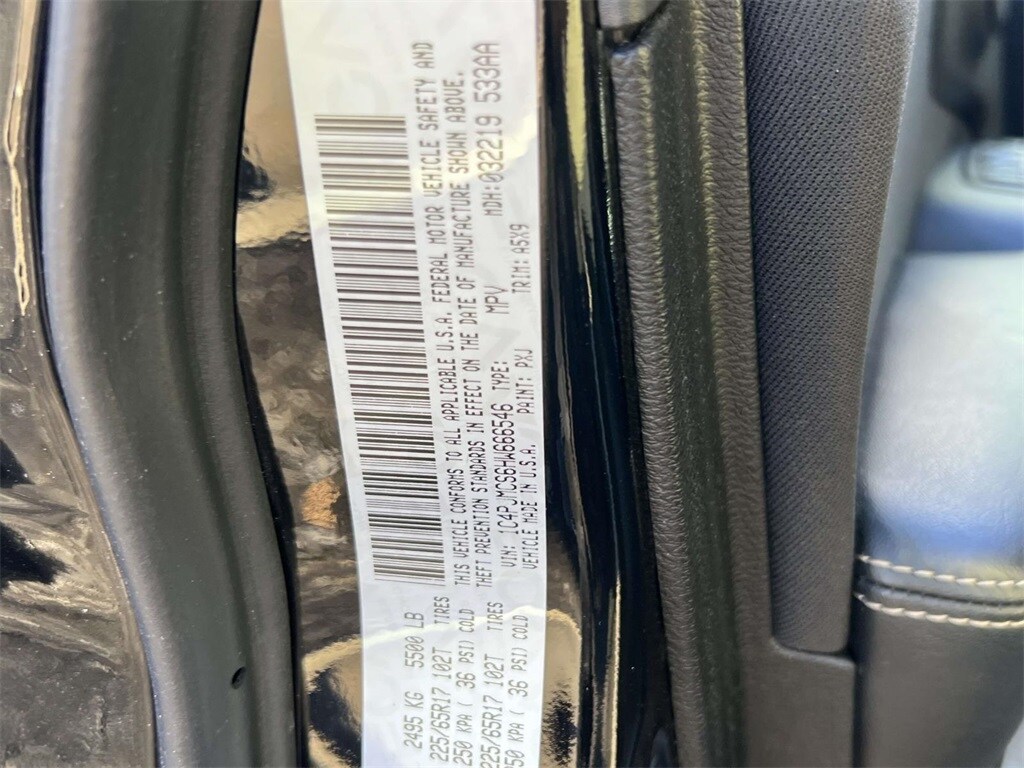 2495 KG 5500 LB
225/65R17 102T TIRES
250 KPA ( 36 PSI) COLD
225/65R17 102T TIRES
250 KPA ( 36 PSI) COLD
THIS VEHICLE CONFORMS TO ALL APPLICABLE U.S.A. FEDERAL MOTOR VEHICLE SAFETY AND
THEFT PREVENTION STANDARDS IN EFFECT ON THE DATE OF MANUFACTURE SHOWN ABOVE.
VIN: 1C4PJMCS6HW666546 TYPE: MPV MDH:032219 533AA
VEHICLE MADE IN U.S.A. PAINT: PXJ TRIM: A5X9